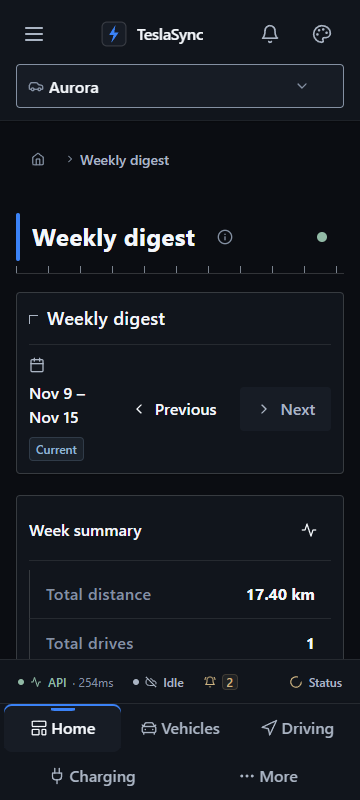 TeslaSync
Aurora
Weekly digest
Weekly digest
Weekly digest
Nov 9 –
Nov 15
Previous
Next
Current
Week summary
Total distance 17.40 km
Total drives 1
API · 254ms Idle 2 Status
Home Vehicles Driving
Charging More